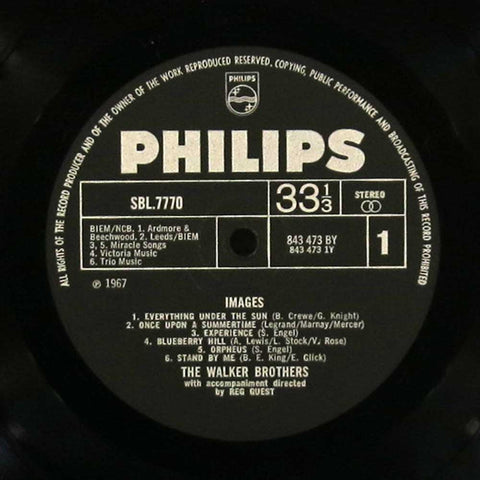 ALL RIGHTS OF THE RECORD PRODUCER AND OF THE OWNER OF THE WORK REPRODUCED RESERVED. COPYING, PUBLIC PERFORMANCE AND BROADCASTING OF THIS RECORD PROHIBITED
PHILIPS
PHILIPS
SBL.7770
33 1/3
STEREO
BIEM/NCB. 1. Ardmore &
Beechwood, 2. Leeds/BIEM
3, 5. Miracle Songs
4. Victoria Music
6. Trio Music
843 473 BY
843 473 1Y
1
℗ 1967
IMAGES
1. EVERYTHING UNDER THE SUN (B. Crewe/G. Knight)
2. ONCE UPON A SUMMERTIME (Legrand/Marnay/Mercer)
3. EXPERIENCE (S. Engel)
4. BLUEBERRY HILL (A. Lewis/L. Stock/V. Rose)
5. ORPHEUS (S. Engel)
6. STAND BY ME (B. E. King/E. Glick)
THE WALKER BROTHERS
with accompaniment directed
by REG GUEST